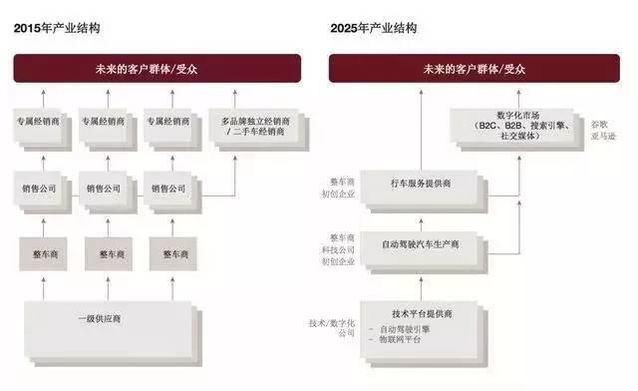 2015年产业结构
未来的客户群体/受众
专属经销商
专属经销商
专属经销商
多品牌独立经销商
/ 二手车经销商
销售公司
销售公司
销售公司
整车商
整车商
整车商
一级供应商
2025年产业结构
未来的客户群体/受众
数字化市场
（B2C、B2B、搜索引擎、
社交媒体）
谷歌
亚马逊
整车商
初创企业
行车服务提供商
整车商
科技公司
初创企业
自动驾驶汽车生产商
技术/数字化
公司
技术平台提供商
– 自动驾驶引擎
– 物联网平台